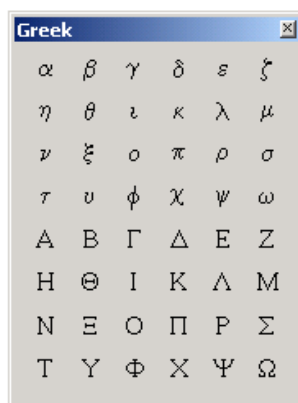 Greek
α β γ δ ε ζ
η θ ι κ λ μ
ν ξ ο π ρ σ
τ υ φ χ ψ ω
Α Β Γ Δ Ε Ζ
Η Θ Ι Κ Λ Μ
Ν Ξ Ο Π Ρ Σ
Τ Υ Φ Χ Ψ Ω